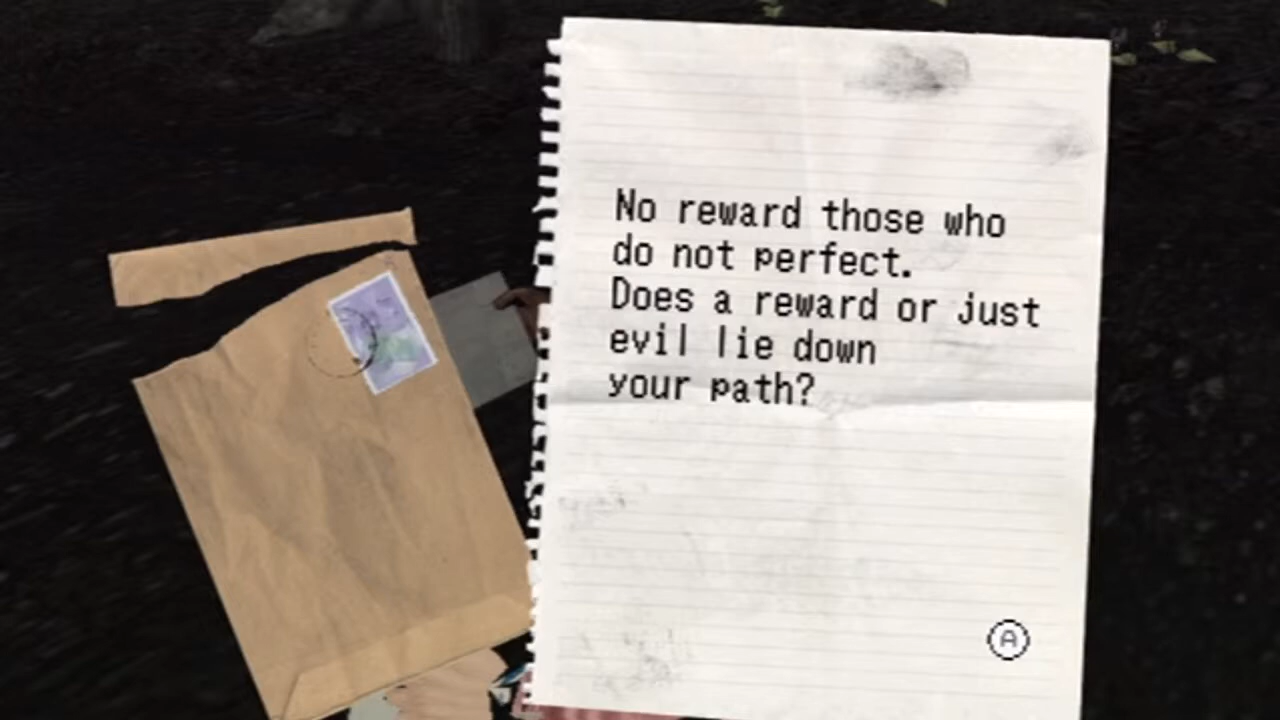 No reward those who
do not perfect.
Does a reward or just
evil lie down
your path?
A